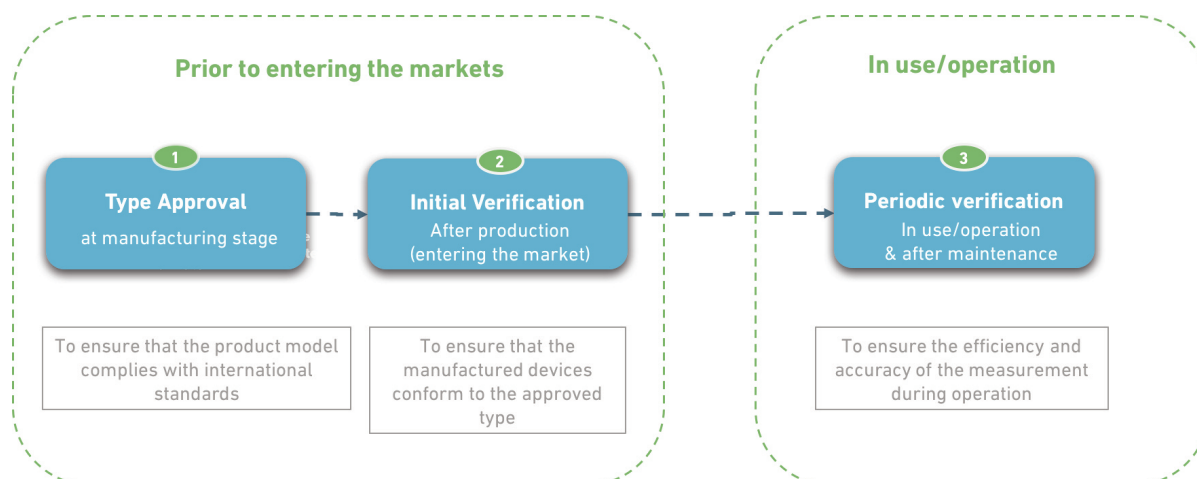 Prior to entering the markets
In use/operation
1
Type Approval
at manufacturing stage
2
Initial Verification
After production
(entering the market)
3
Periodic verification
In use/operation
& after maintenance
To ensure that the product model
complies with international
standards
To ensure that the
manufactured devices
conform to the approved
type
To ensure the efficiency and
accuracy of the measurement
during operation